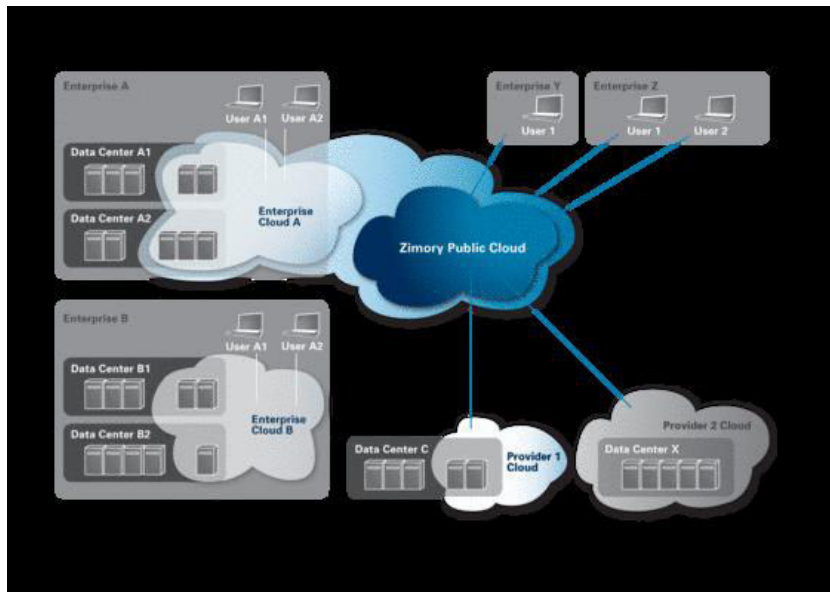 Enterprise A
User A1
User A2
Data Center A1
Data Center A2
Enterprise
Cloud A
Enterprise Y
User 1
Enterprise Z
User 1
User 2
Zimory Public Cloud
Enterprise B
User A1
User A2
Data Center B1
Data Center B2
Enterprise
Cloud B
Data Center C
Provider 1
Cloud
Provider 2 Cloud
Data Center X